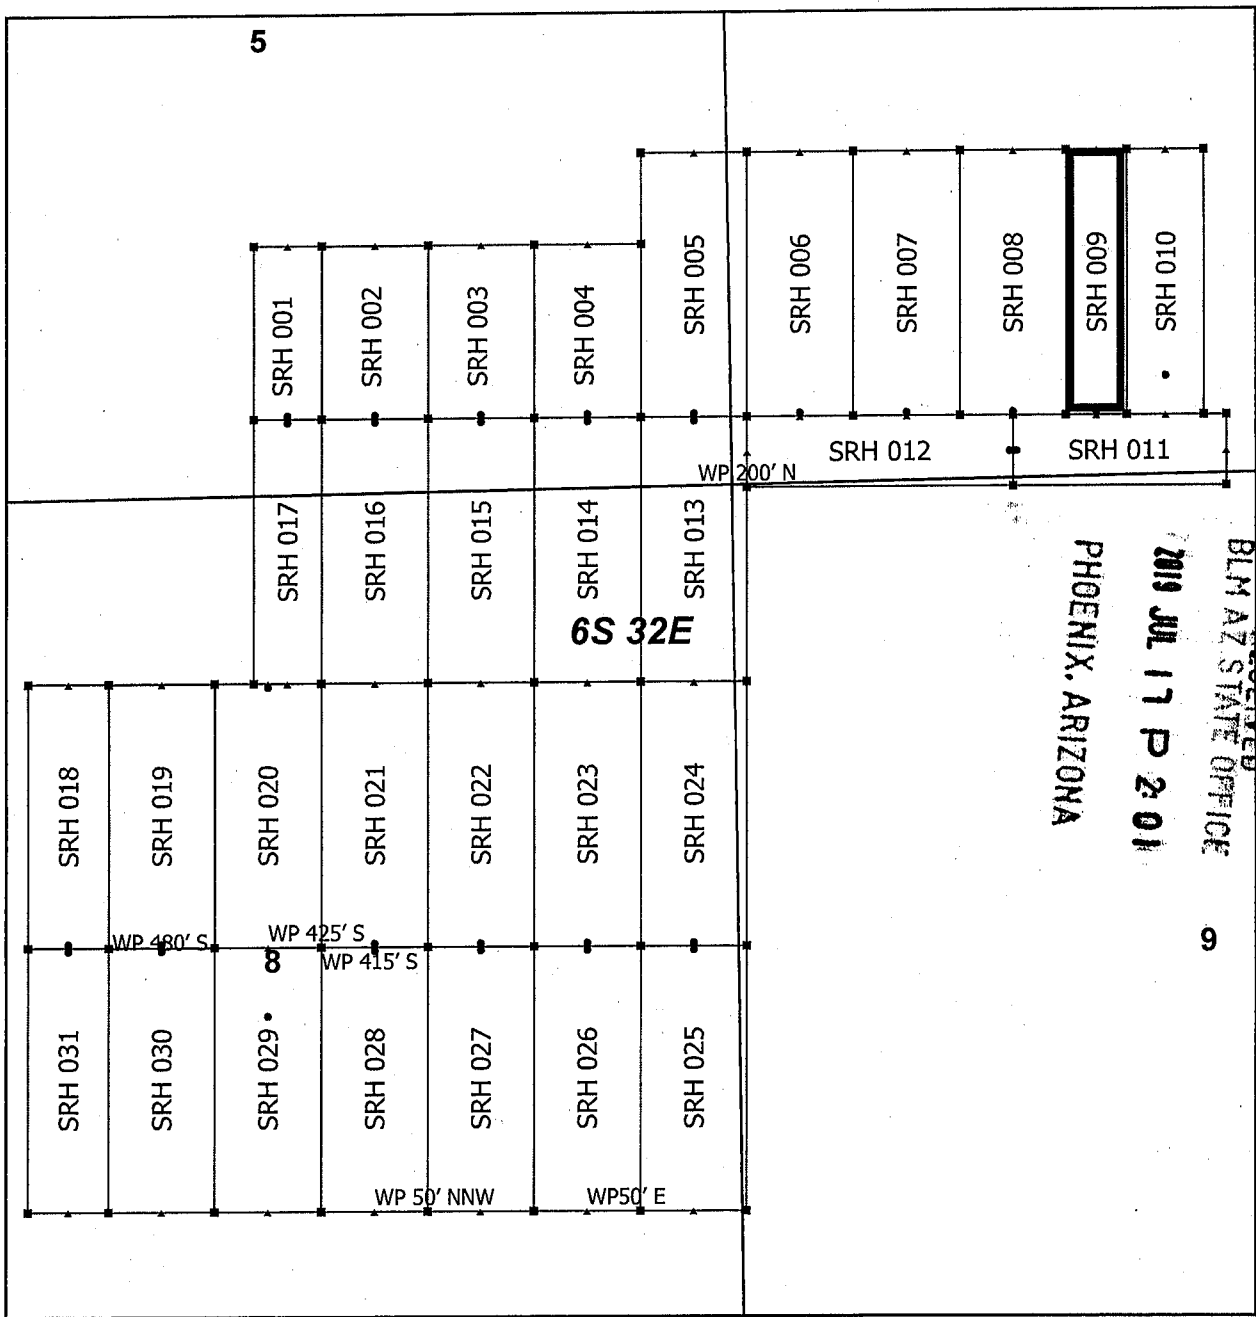 5
SRH 001
SRH 002
SRH 003
SRH 004
SRH 005
SRH 006
SRH 007
SRH 008
SRH 009
SRH 010
SRH 012
SRH 011
WP 200' N
SRH 017
SRH 016
SRH 015
SRH 014
SRH 013
6S 32E
BLM AZ STATE OFFICE
2019 JUL 17 P 2:01
PHOENIX, ARIZONA
SRH 018
SRH 019
SRH 020
SRH 021
SRH 022
SRH 023
SRH 024
WP 480' S
WP 425' S
WP 415' S
8
9
SRH 031
SRH 030
SRH 029
SRH 028
SRH 027
SRH 026
SRH 025
WP 50' NNW
WP50' E